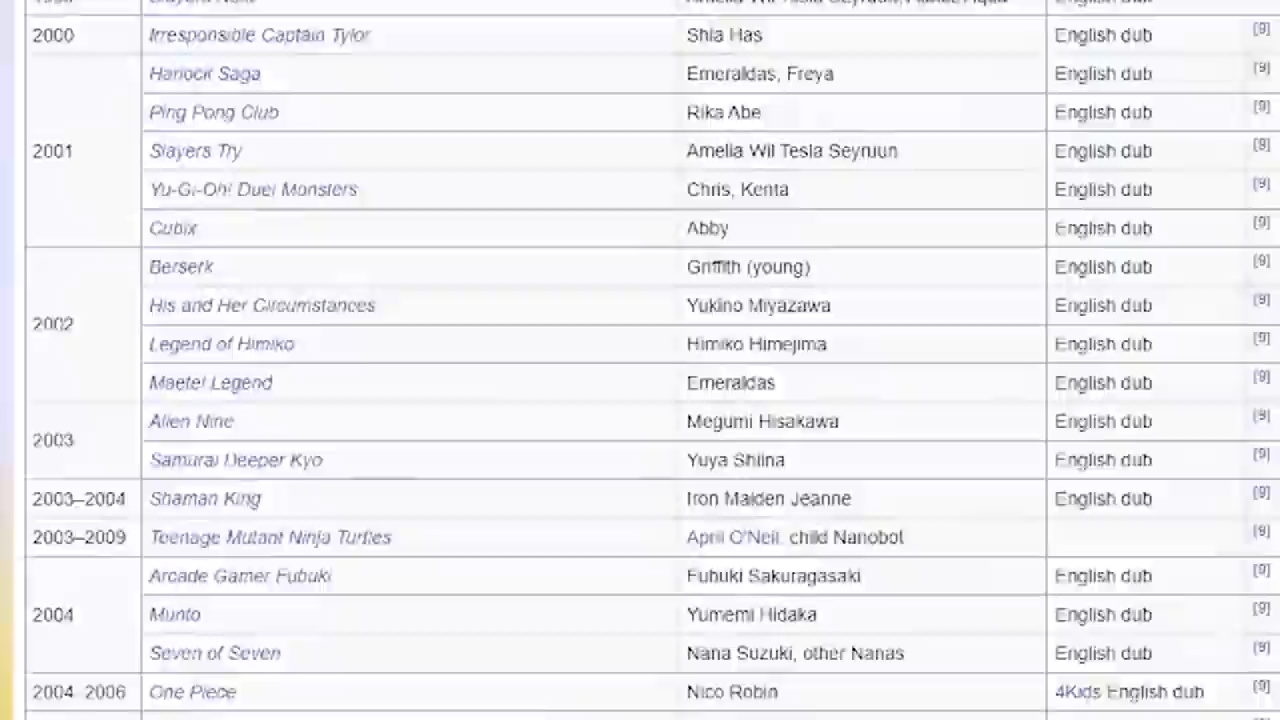 2000 Irresponsible Captain Tylor Shia Has English dub [9]
Harlock Saga Emeraldas, Freya English dub [9]
Ping Pong Club Rika Abe English dub [9]
2001 Slayers Try Amelia Wil Tesla Seyruun English dub [9]
Yu-Gi-Oh! Duel Monsters Chris, Kenta English dub [9]
Cubix Abby English dub [9]
Berserk Griffith (young) English dub [9]
His and Her Circumstances Yukino Miyazawa English dub [9]
2002
Legend of Himiko Himiko Himejima English dub [9]
Maetel Legend Emeraldas English dub [9]
Alien Nine Megumi Hisakawa English dub [9]
2003
Samurai Deeper Kyo Yuya Shiina English dub [9]
2003–2004 Shaman King Iron Maiden Jeanne English dub [9]
2003–2009 Teenage Mutant Ninja Turtles April O'Neil, child Nanobot [9]
Arcade Gamer Fubuki Fubuki Sakuragasaki English dub [9]
2004 Munto Yumemi Hidaka English dub [9]
Seven of Seven Nana Suzuki, other Nanas English dub [9]
2004–2006 One Piece Nico Robin 4Kids English dub [9]